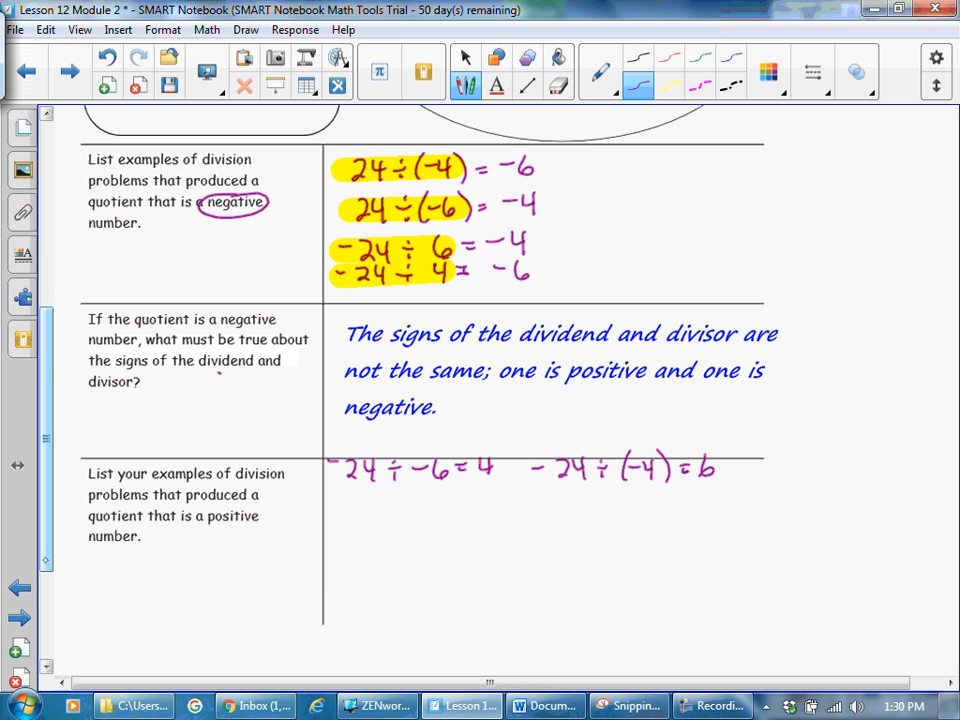 Lesson 12 Module 2 * - SMART Notebook (SMART Notebook Math Tools Trial - 50 day(s) remaining)
File Edit View Insert Format Math Draw Response Help
List examples of division
problems that produced a
quotient that is a negative
number.
24 ÷ (-4) = -6
24 ÷ (-6) = -4
-24 ÷ 6 = -4
-24 ÷ 4 = -6
If the quotient is a negative
number, what must be true about
the signs of the dividend and
divisor?
The signs of the dividend and divisor are
not the same; one is positive and one is
negative.
List your examples of division
problems that produced a
quotient that is a positive
number.
-24 ÷ -6 = 4 -24 ÷ (-4) = 6
C:\Users... Inbox (1,... ZENwor... Lesson 1... Docum... Snippin... Recordi... 1:30 PM